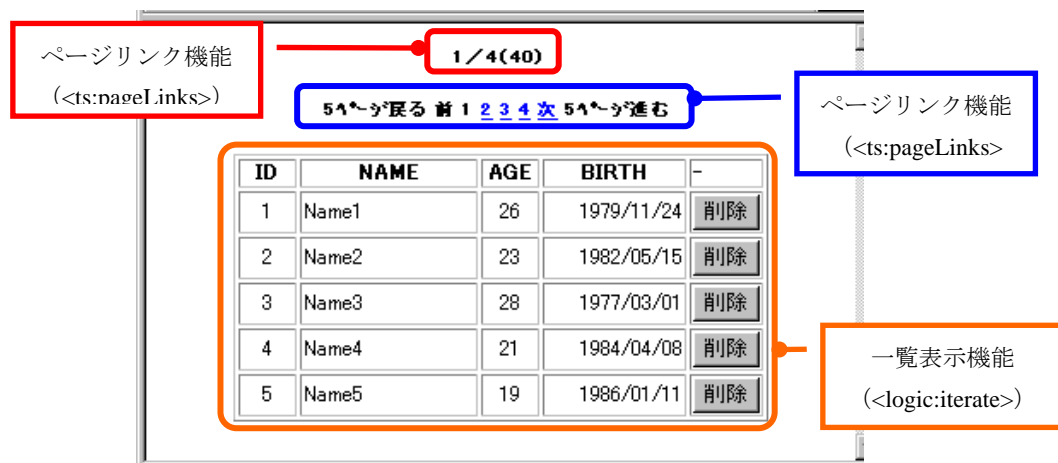 ページリンク機能
(<ts:pageLinks>)
1/4(40)
5ページ戻る 前 1 2 3 4 次 5ページ進む
ページリンク機能
(<ts:pageLinks>
ID NAME AGE BIRTH -
1 Name1 26 1979/11/24 削除
2 Name2 23 1982/05/15 削除
3 Name3 28 1977/03/01 削除
4 Name4 21 1984/04/08 削除
5 Name5 19 1986/01/11 削除
一覧表示機能
(<logic:iterate>)